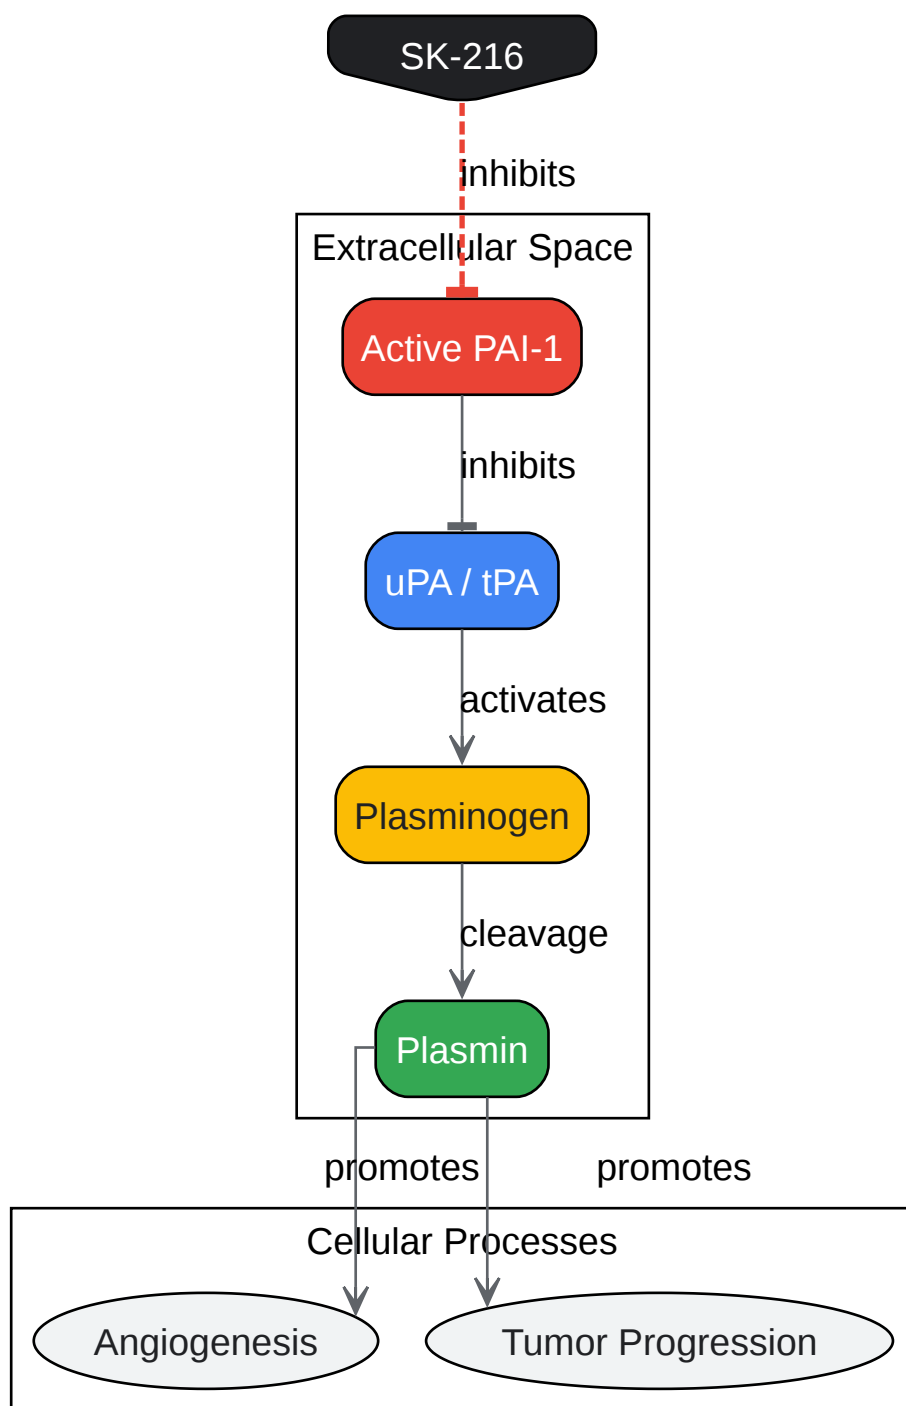 SK-216
inhibits
Extracellular Space
Active PAI-1
inhibits
uPA / tPA
activates
Plasminogen
cleavage
Plasmin
promotes
promotes
Cellular Processes
Angiogenesis
Tumor Progression